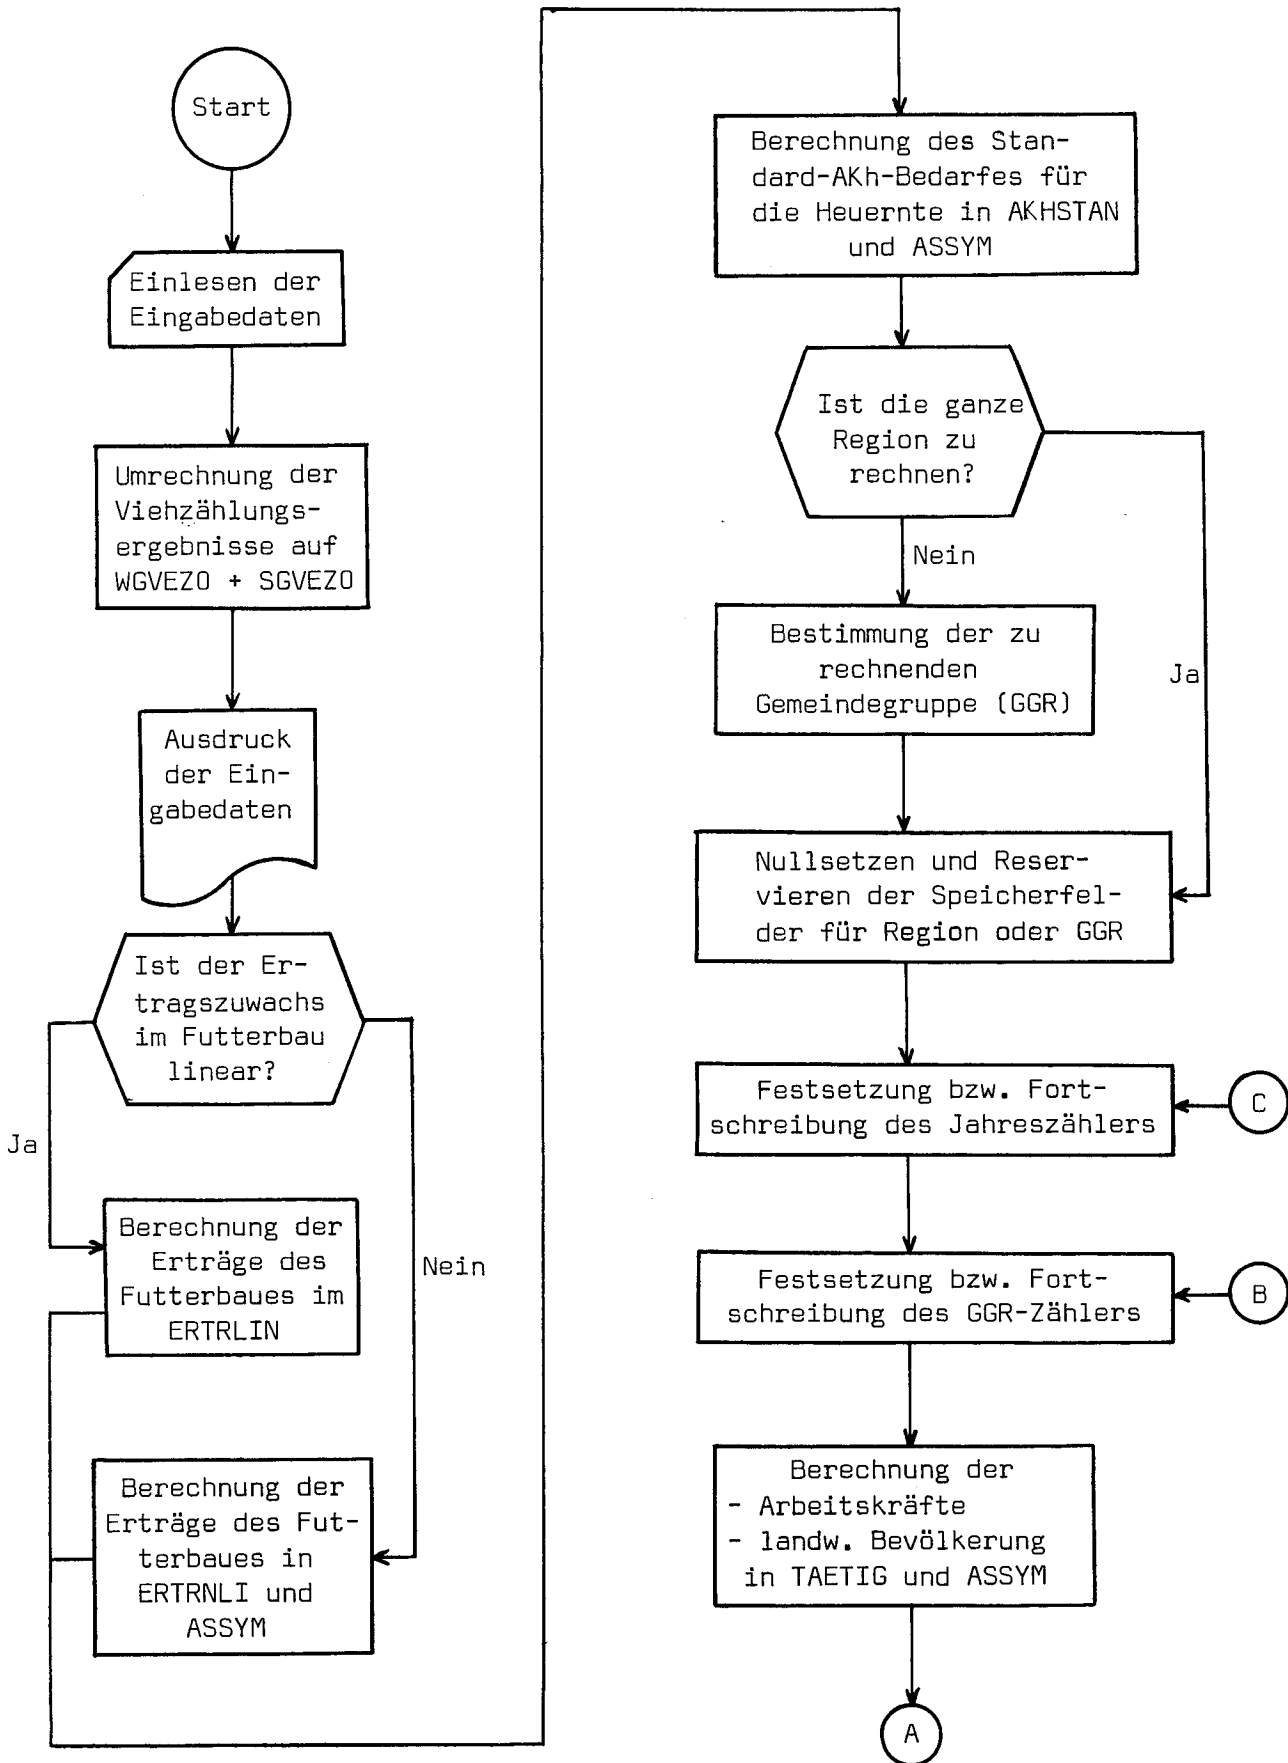 Start
Einlesen der
Eingabedaten
Umrechnung der
Viehzählungs-
ergebnisse auf
WGVEZO + SGVEZO
Ausdruck
der Ein-
gabedaten
Ist der Er-
tragszuwachs
im Futterbau
linear?
Ja
Nein
Berechnung der
Erträge des
Futterbaues im
ERTRLIN
Berechnung der
Erträge des Fut-
terbaues in
ERTRNLI und
ASSYM
Berechnung des Stan-
dard-AKh-Bedarfes für
die Heuernte in AKHSTAN
und ASSYM
Ist die ganze
Region zu
rechnen?
Nein
Ja
Bestimmung der zu
rechnenden
Gemeindegruppe (GGR)
Nullsetzen und Reser-
vieren der Speicherfel-
der für Region oder GGR
Festsetzung bzw. Fort-
schreibung des Jahreszählers
C
Festsetzung bzw. Fort-
schreibung des GGR-Zählers
B
Berechnung der
- Arbeitskräfte
- landw. Bevölkerung
in TAETIG und ASSYM
A